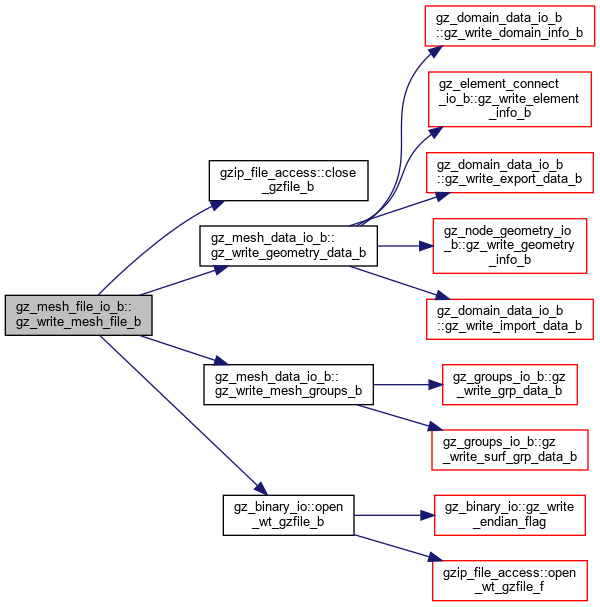 gz_mesh_file_io_b::
gz_write_mesh_file_b
gzip_file_access::close
_gzfile_b
gz_mesh_data_io_b::
gz_write_geometry_data_b
gz_mesh_data_io_b::
gz_write_mesh_groups_b
gz_binary_io::open
_wt_gzfile_b
gz_domain_data_io_b
::gz_write_domain_info_b
gz_element_connect
_io_b::gz_write_element
_info_b
gz_domain_data_io_b
::gz_write_export_data_b
gz_node_geometry_io
_b::gz_write_geometry
_info_b
gz_domain_data_io_b
::gz_write_import_data_b
gz_groups_io_b::gz
_write_grp_data_b
gz_groups_io_b::gz
_write_surf_grp_data_b
gz_binary_io::gz_write
_endian_flag
gzip_file_access::open
_wt_gzfile_f